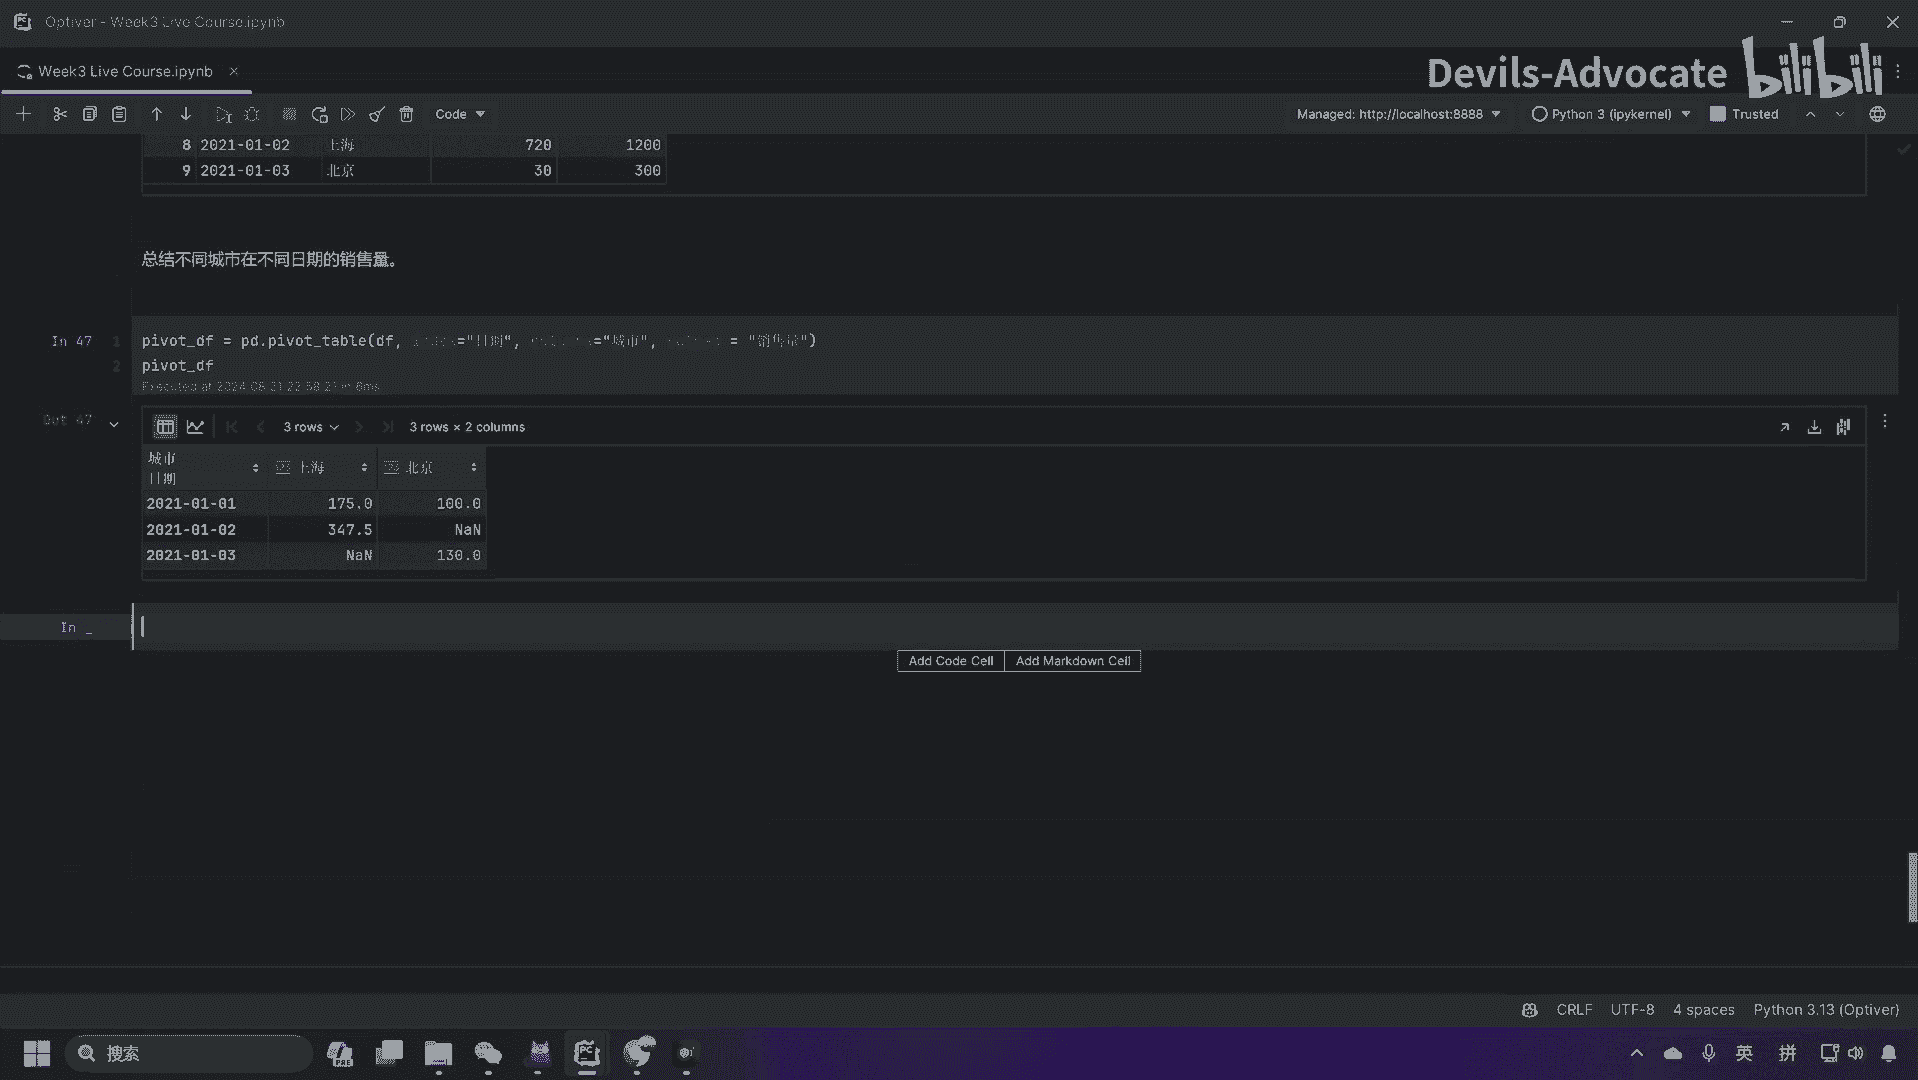 Optiver - Week3 Live Course.ipynb
Week3 Live Course.ipynb
Devils-Advocate bilibili
Code
Managed: http://localhost:8888
Python 3 (ipykernel)
Trusted
8 2021-01-02 上海 720 1200
9 2021-01-03 北京 30 300
总结不同城市在不同日期的销售量。
In 47
1 pivot_df = pd.pivot_table(df, ="日期", ="城市", = "销售量")
2 pivot_df
Executed at 2024.08.31 22:58:21 in 6ms
Out 47
3 rows
3 rows × 2 columns
城市 上海 北京
日期
2021-01-01 175.0 100.0
2021-01-02 347.5 NaN
2021-01-03 NaN 130.0
In _
Add Code Cell Add Markdown Cell
CRLF UTF-8 4 spaces Python 3.13 (Optiver)
搜索
PRE
PC
英
拼